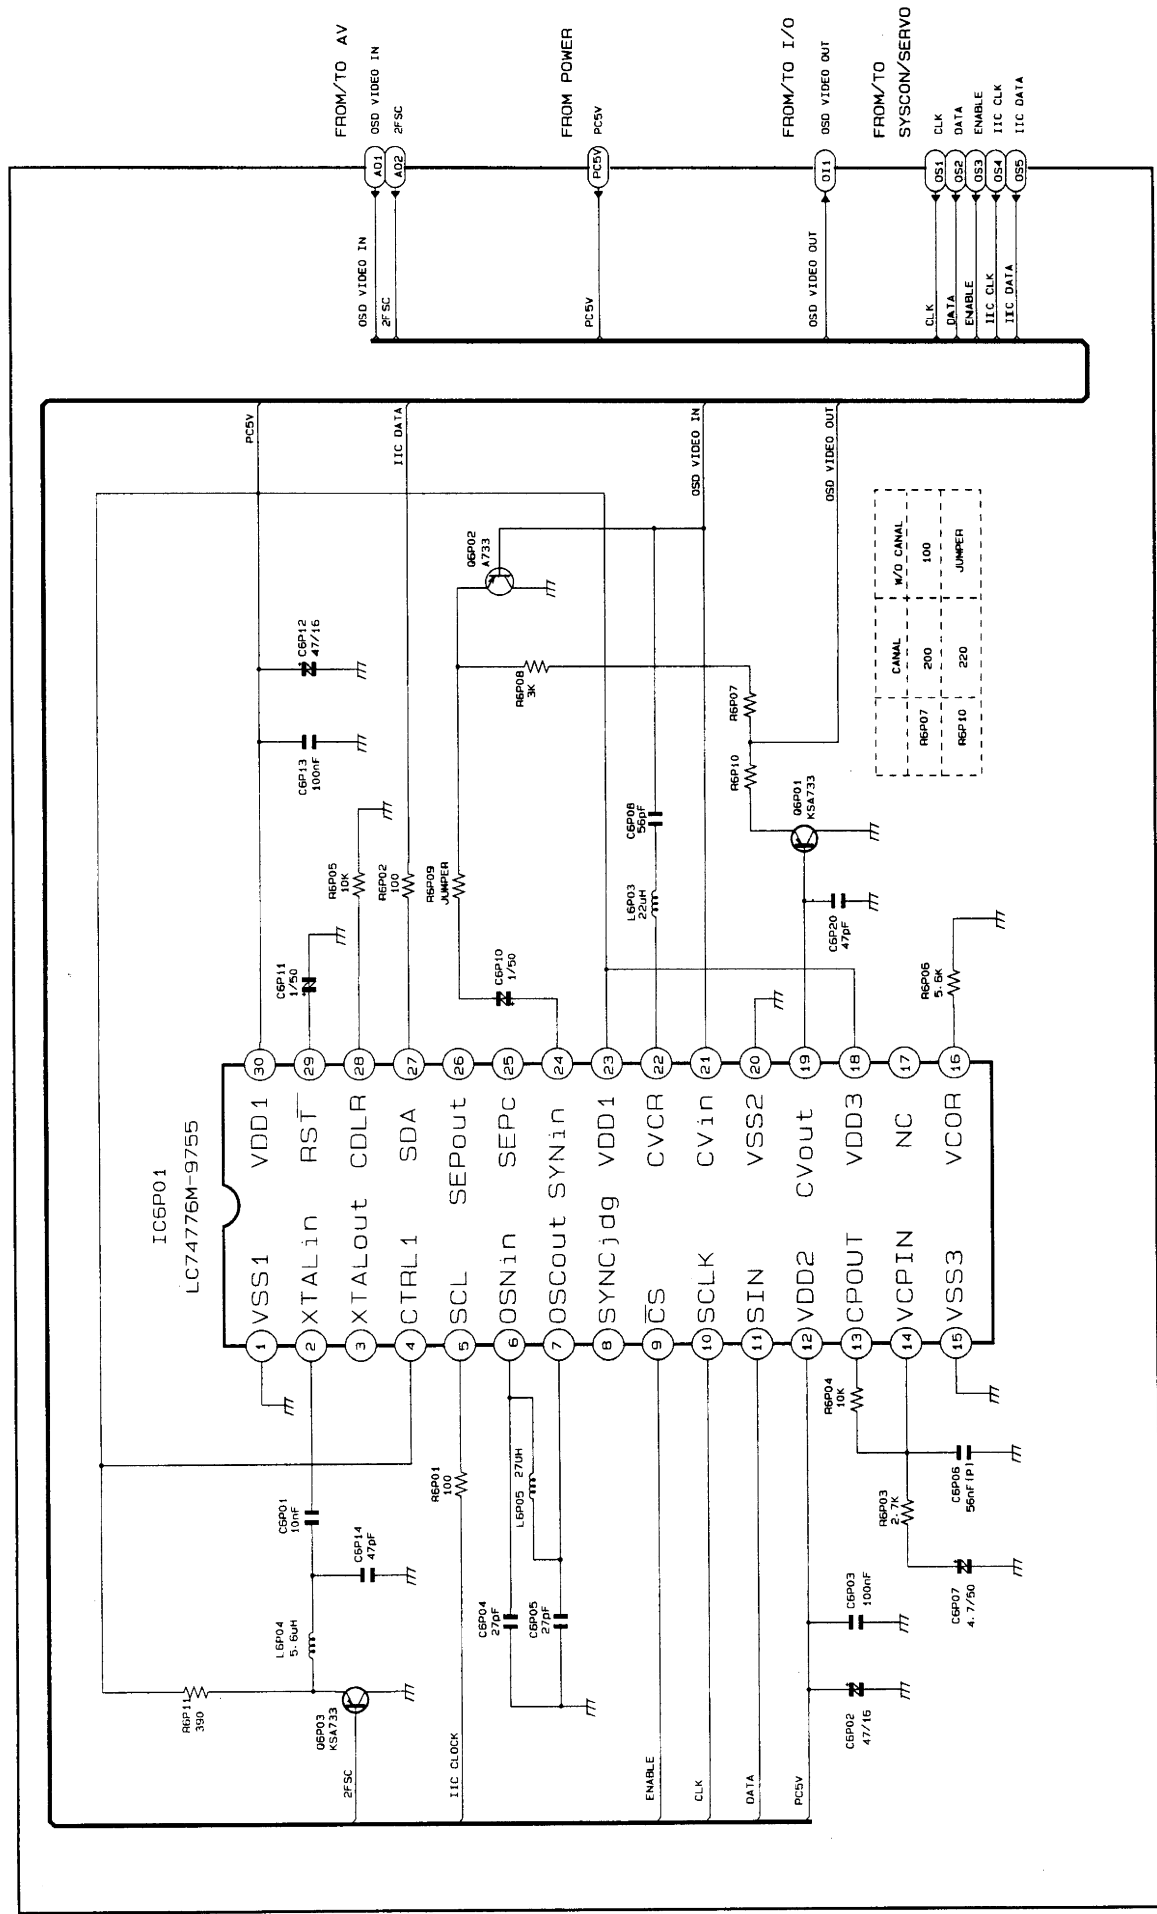 IC6P01
LC74776M-9755
1
VSS1
2
XTALin
3
XTALout
4
CTRL1
5
SCL
6
OSNin
7
OSCout
8
SYNCjdg
9
CS
10
SCLK
11
SIN
12
VDD2
13
CPOUT
14
VCPIN
15
VSS3
30
VDD1
29
RST
28
CDLR
27
SDA
26
SEPout
25
SEPc
24
SYNin
23
VDD1
22
CVCR
21
CVin
20
VSS2
19
CVout
18
VDD3
17
NC
16
VCOR
R6P11
390
Q6P03
KSA733
2FSC
L6P04
5.6uH
C6P14
47pF
C6P01
10nF
R6P01
100
IIC CLOCK
C6P04
27pF
C6P05
27pF
L6P05 27UH
ENABLE
CLK
DATA
PC5V
C6P02
47/16
C6P03
100nF
R6P04
10K
R6P03
2.7K
C6P06
56nF(P)
C6P07
4.7/50
C6P11
1/50
R6P05
10K
R6P02
100
C6P13
100nF
C6P12
47/16
PC5V
IIC DATA
R6P09
JUMPER
C6P10
1/50
Q6P02
A733
R6P08
3K
L6P03
22uH
C6P08
56pF
R6P07
R6P10
Q6P01
KSA733
C6P20
47pF
R6P06
5.6K
OSD VIDEO IN
OSD VIDEO OUT
CANAL W/O CANAL
R6P07 200 100
R6P10 220 JUMPER
OSD VIDEO IN
2FSC
PC5V
OSD VIDEO OUT
CLK
DATA
ENABLE
IIC CLK
IIC DATA
FROM/TO AV
AO1 OSD VIDEO IN
AO2 2FSC
FROM POWER
PC5V PC5V
FROM/TO I/O
OI1 OSD VIDEO OUT
FROM/TO
SYSCON/SERVO
OS1 CLK
OS2 DATA
OS3 ENABLE
OS4 IIC CLK
OS5 IIC DATA